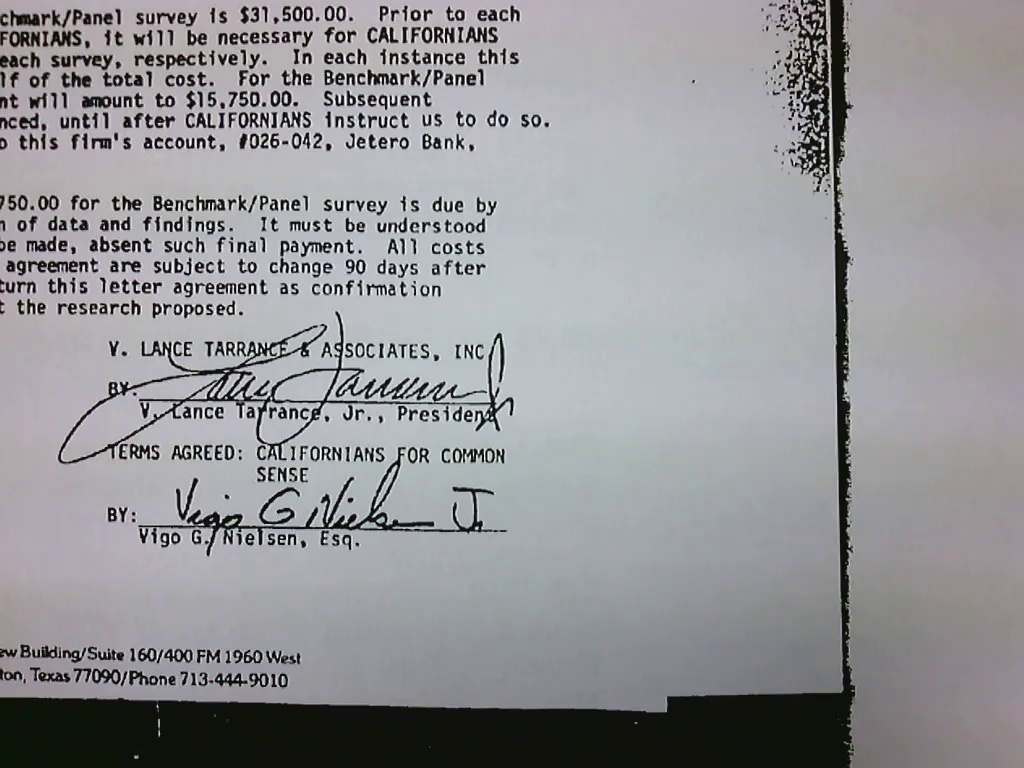 chmark/Panel survey is $31,500.00. Prior to each
FORNIANS, it will be necessary for CALIFORNIANS
each survey, respectively. In each instance this
lf of the total cost. For the Benchmark/Panel
nt will amount to $15,750.00. Subsequent
nced, until after CALIFORNIANS instruct us to do so.
o this firm's account, #026-042, Jetero Bank,
750.00 for the Benchmark/Panel survey is due by
n of data and findings. It must be understood
be made, absent such final payment. All costs
agreement are subject to change 90 days after
turn this letter agreement as confirmation
t the research proposed.
V. LANCE TARRANCE & ASSOCIATES, INC
BY:
V. Lance Tarrance, Jr., President
TERMS AGREED: CALIFORNIANS FOR COMMON
SENSE
BY: Vigo G Nielsen Jr
Vigo G. Nielsen, Esq.
ew Building/Suite 160/400 FM 1960 West
ton, Texas 77090/Phone 713-444-9010